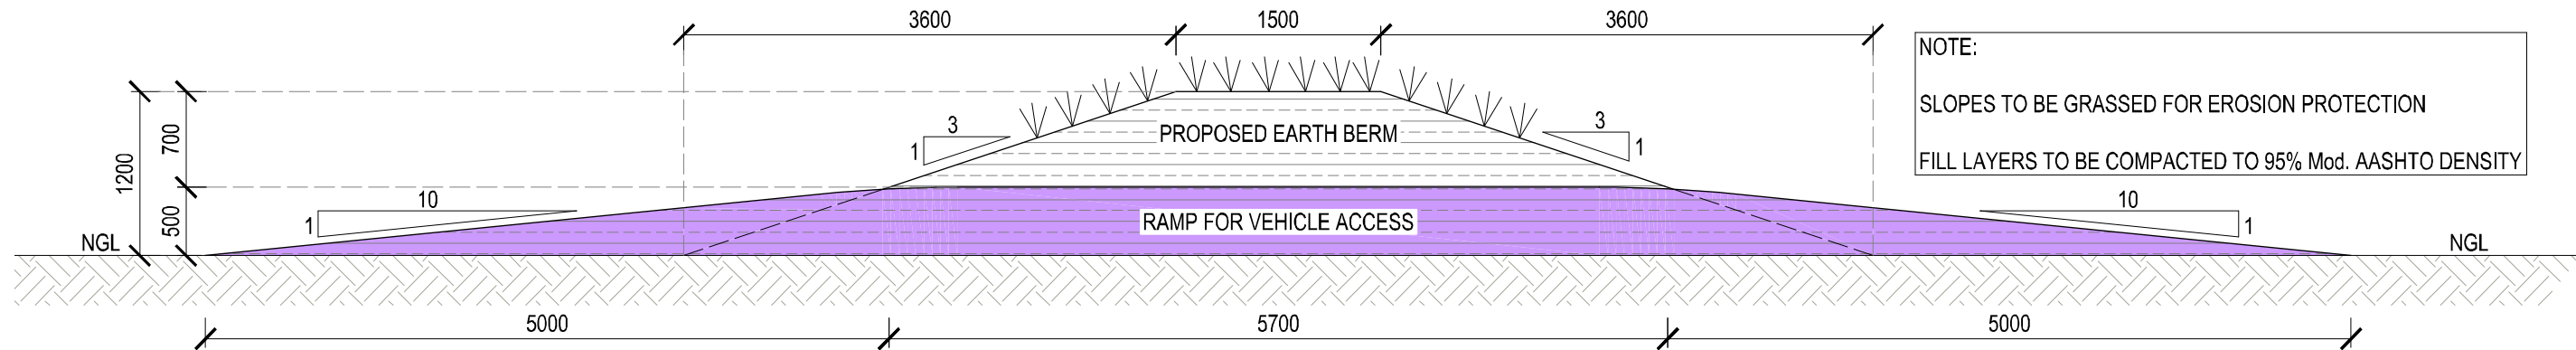 3600
1500
3600
NOTE:
SLOPES TO BE GRASSED FOR EROSION PROTECTION
FILL LAYERS TO BE COMPACTED TO 95% Mod. AASHTO DENSITY
1200
700
500
3
1
PROPOSED EARTH BERM
3
1
10
1
RAMP FOR VEHICLE ACCESS
10
1
NGL
NGL
5000
5700
5000